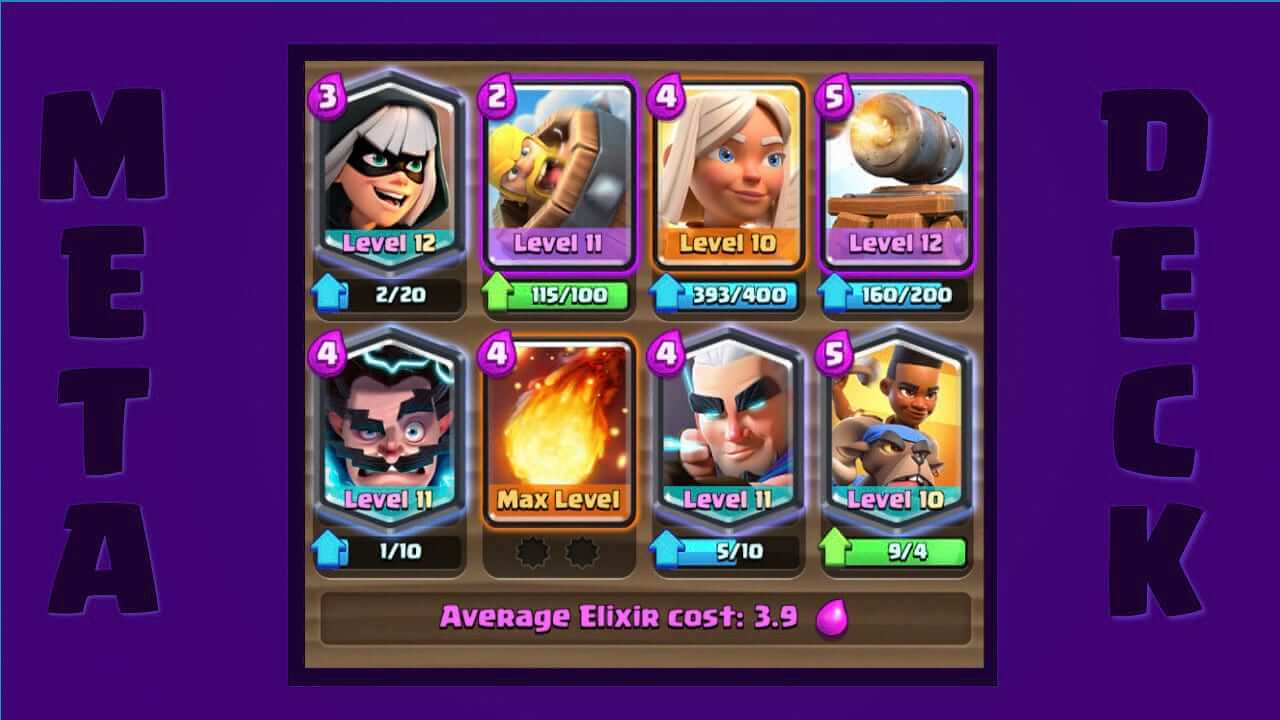 META
DECK
3
2
4
5
Level 12
Level 11
Level 10
Level 12
2/20
115/100
393/400
160/200
4
4
4
5
Level 11
Max Level
Level 11
Level 10
1/10
5/10
9/4
Average Elixir cost: 3.9